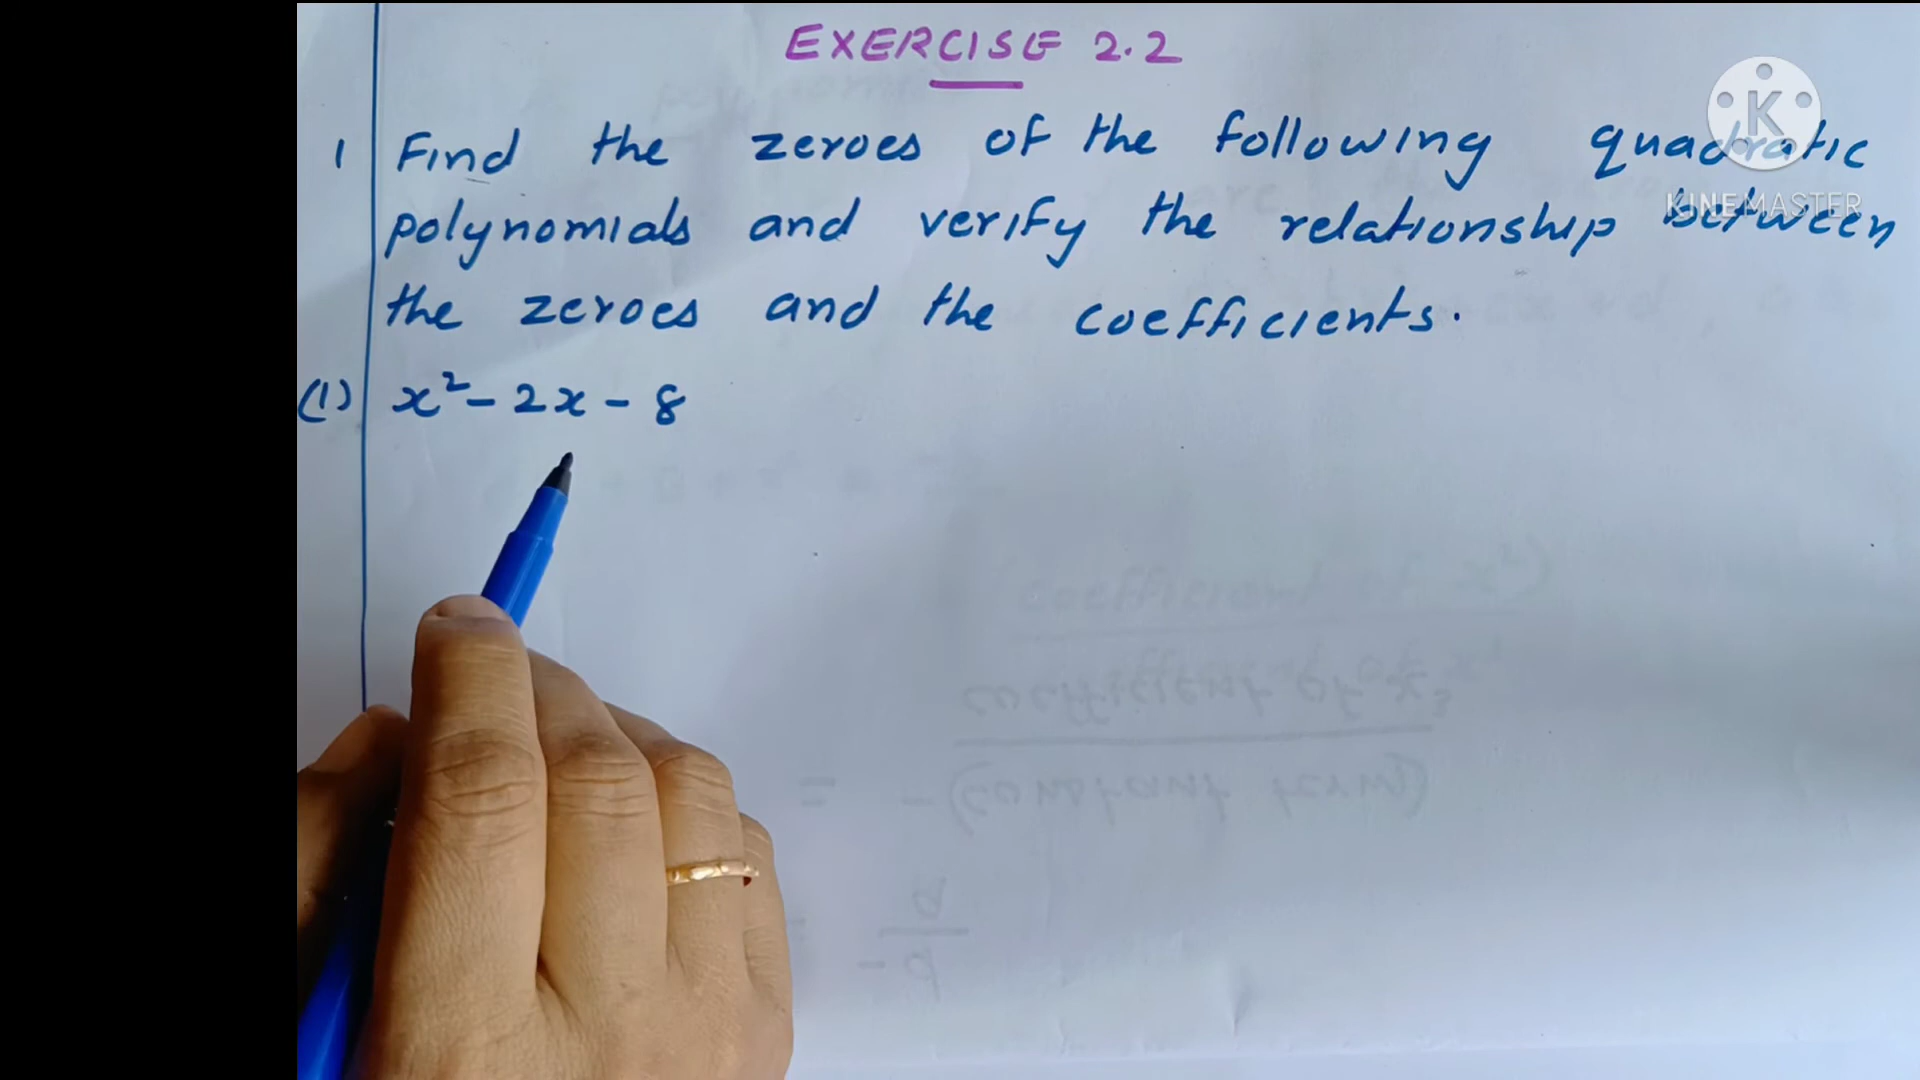 EXERCISE 2.2
1 Find the zeroes of the following quadratic
polynomials and verify the relationship between
the zeroes and the coefficients.
(1) x² - 2x - 8
K
KINEMASTER